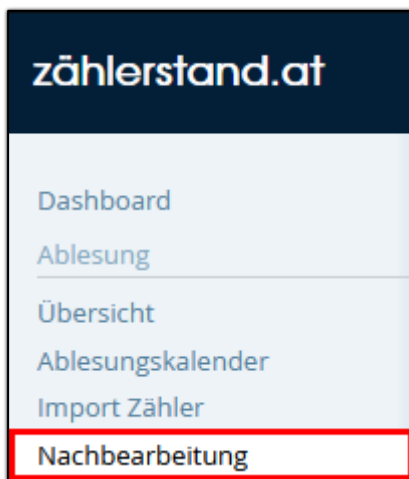 zählerstand.at
Dashboard
Ablesung
Übersicht
Ablesungskalender
Import Zähler
Nachbearbeitung